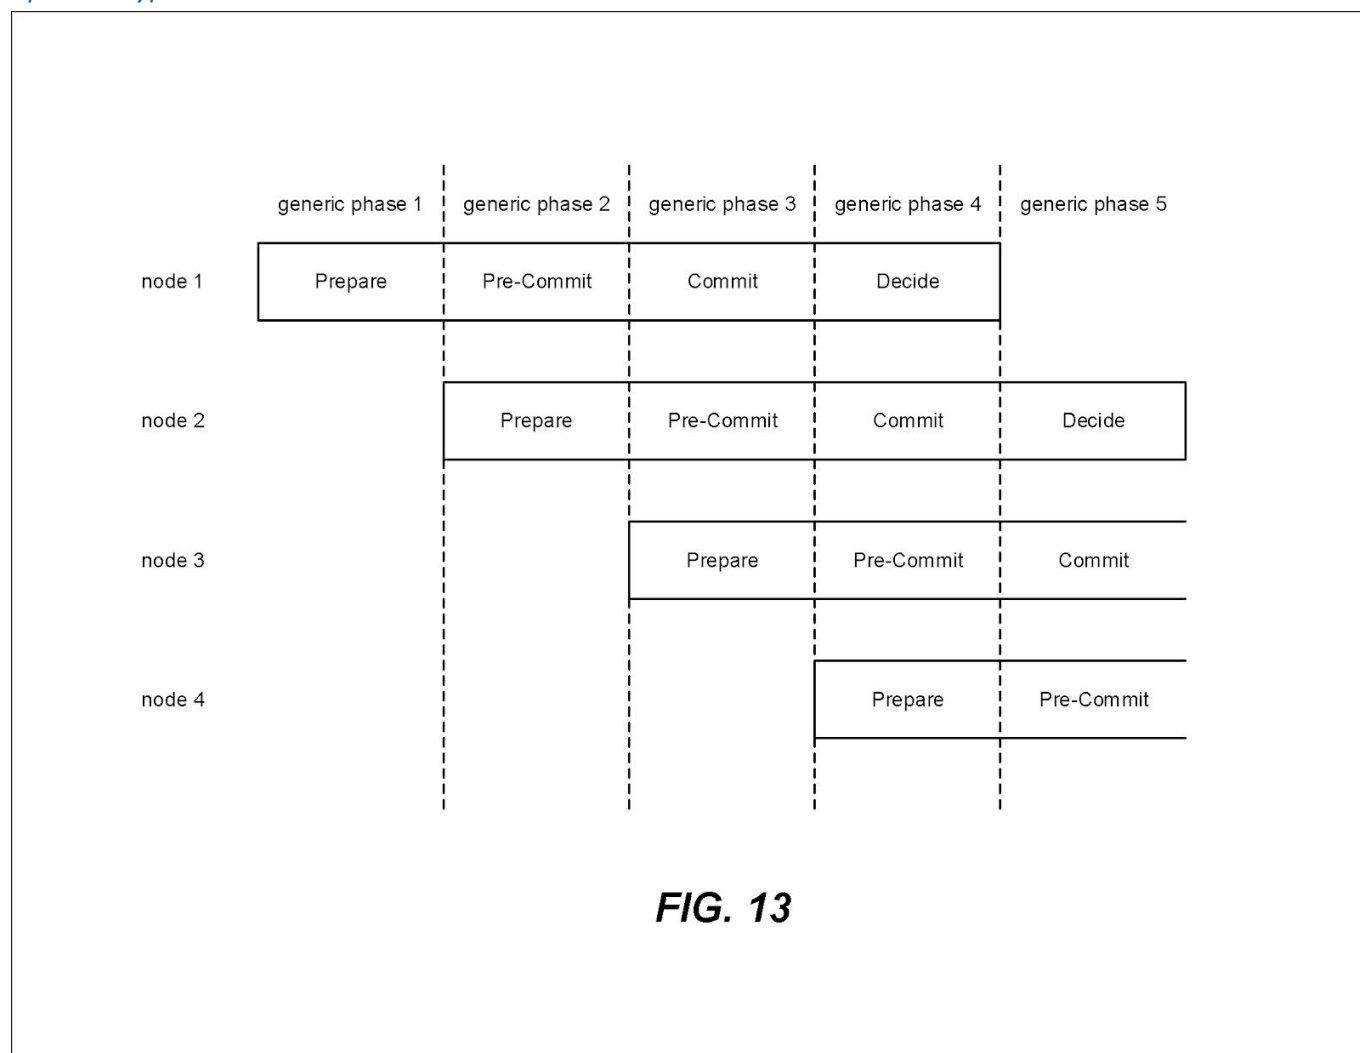 generic phase 1 generic phase 2 generic phase 3 generic phase 4 generic phase 5
node 1 Prepare Pre-Commit Commit Decide
node 2 Prepare Pre-Commit Commit Decide
node 3 Prepare Pre-Commit Commit
node 4 Prepare Pre-Commit
FIG. 13